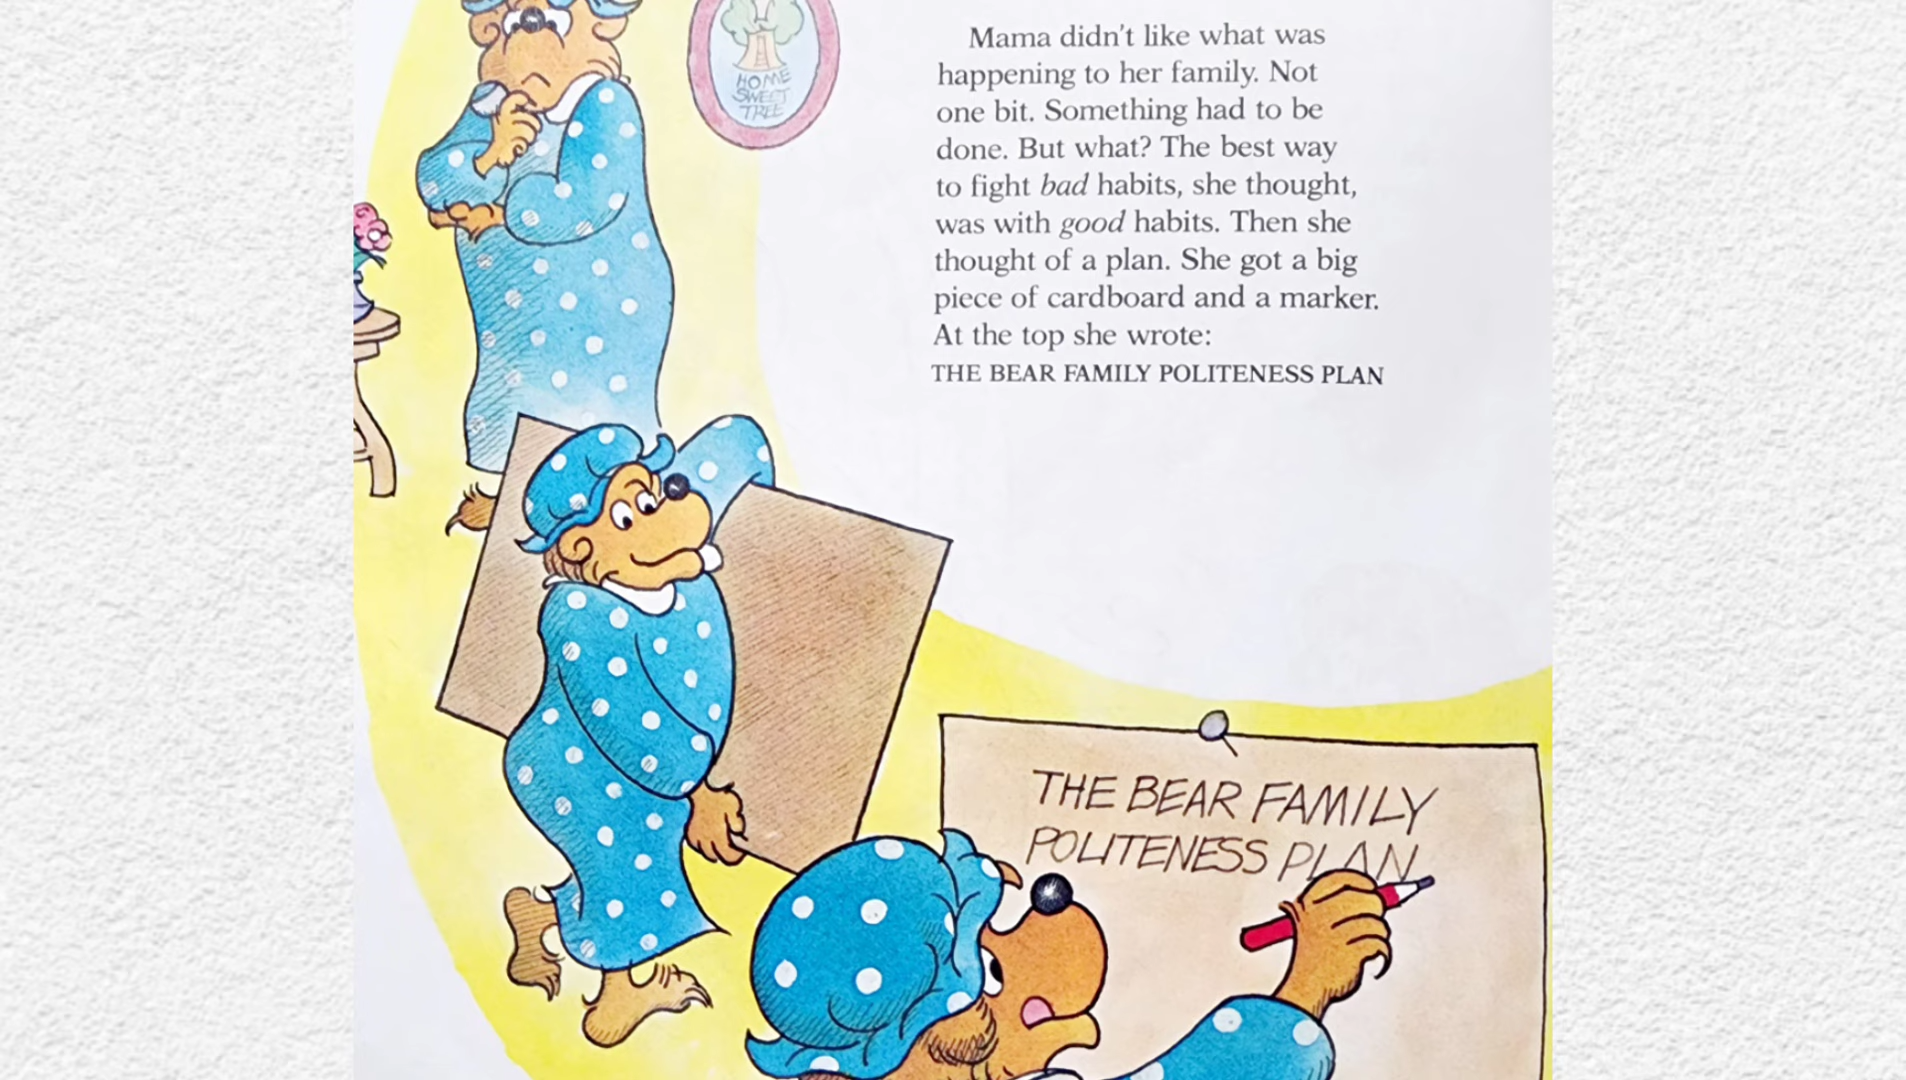 HOME
SWEET
TREE
Mama didn't like what was
happening to her family. Not
one bit. Something had to be
done. But what? The best way
to fight bad habits, she thought,
was with good habits. Then she
thought of a plan. She got a big
piece of cardboard and a marker.
At the top she wrote:
THE BEAR FAMILY POLITENESS PLAN
THE BEAR FAMILY
POLITENESS PLAN